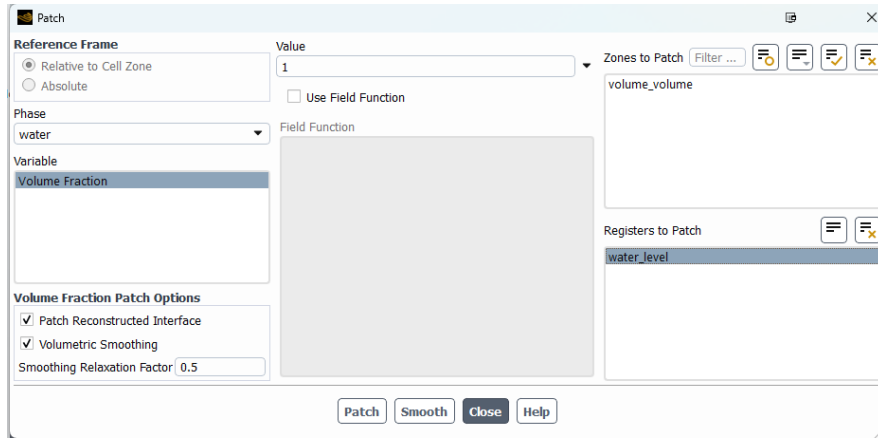 Patch
Reference Frame
Relative to Cell Zone
Absolute
Phase
water
Variable
Volume Fraction
Volume Fraction Patch Options
Patch Reconstructed Interface
Volumetric Smoothing
Smoothing Relaxation Factor 0.5
Value
1
Use Field Function
Field Function
Zones to Patch Filter ...
volume_volume
Registers to Patch
water_level
Patch Smooth Close Help